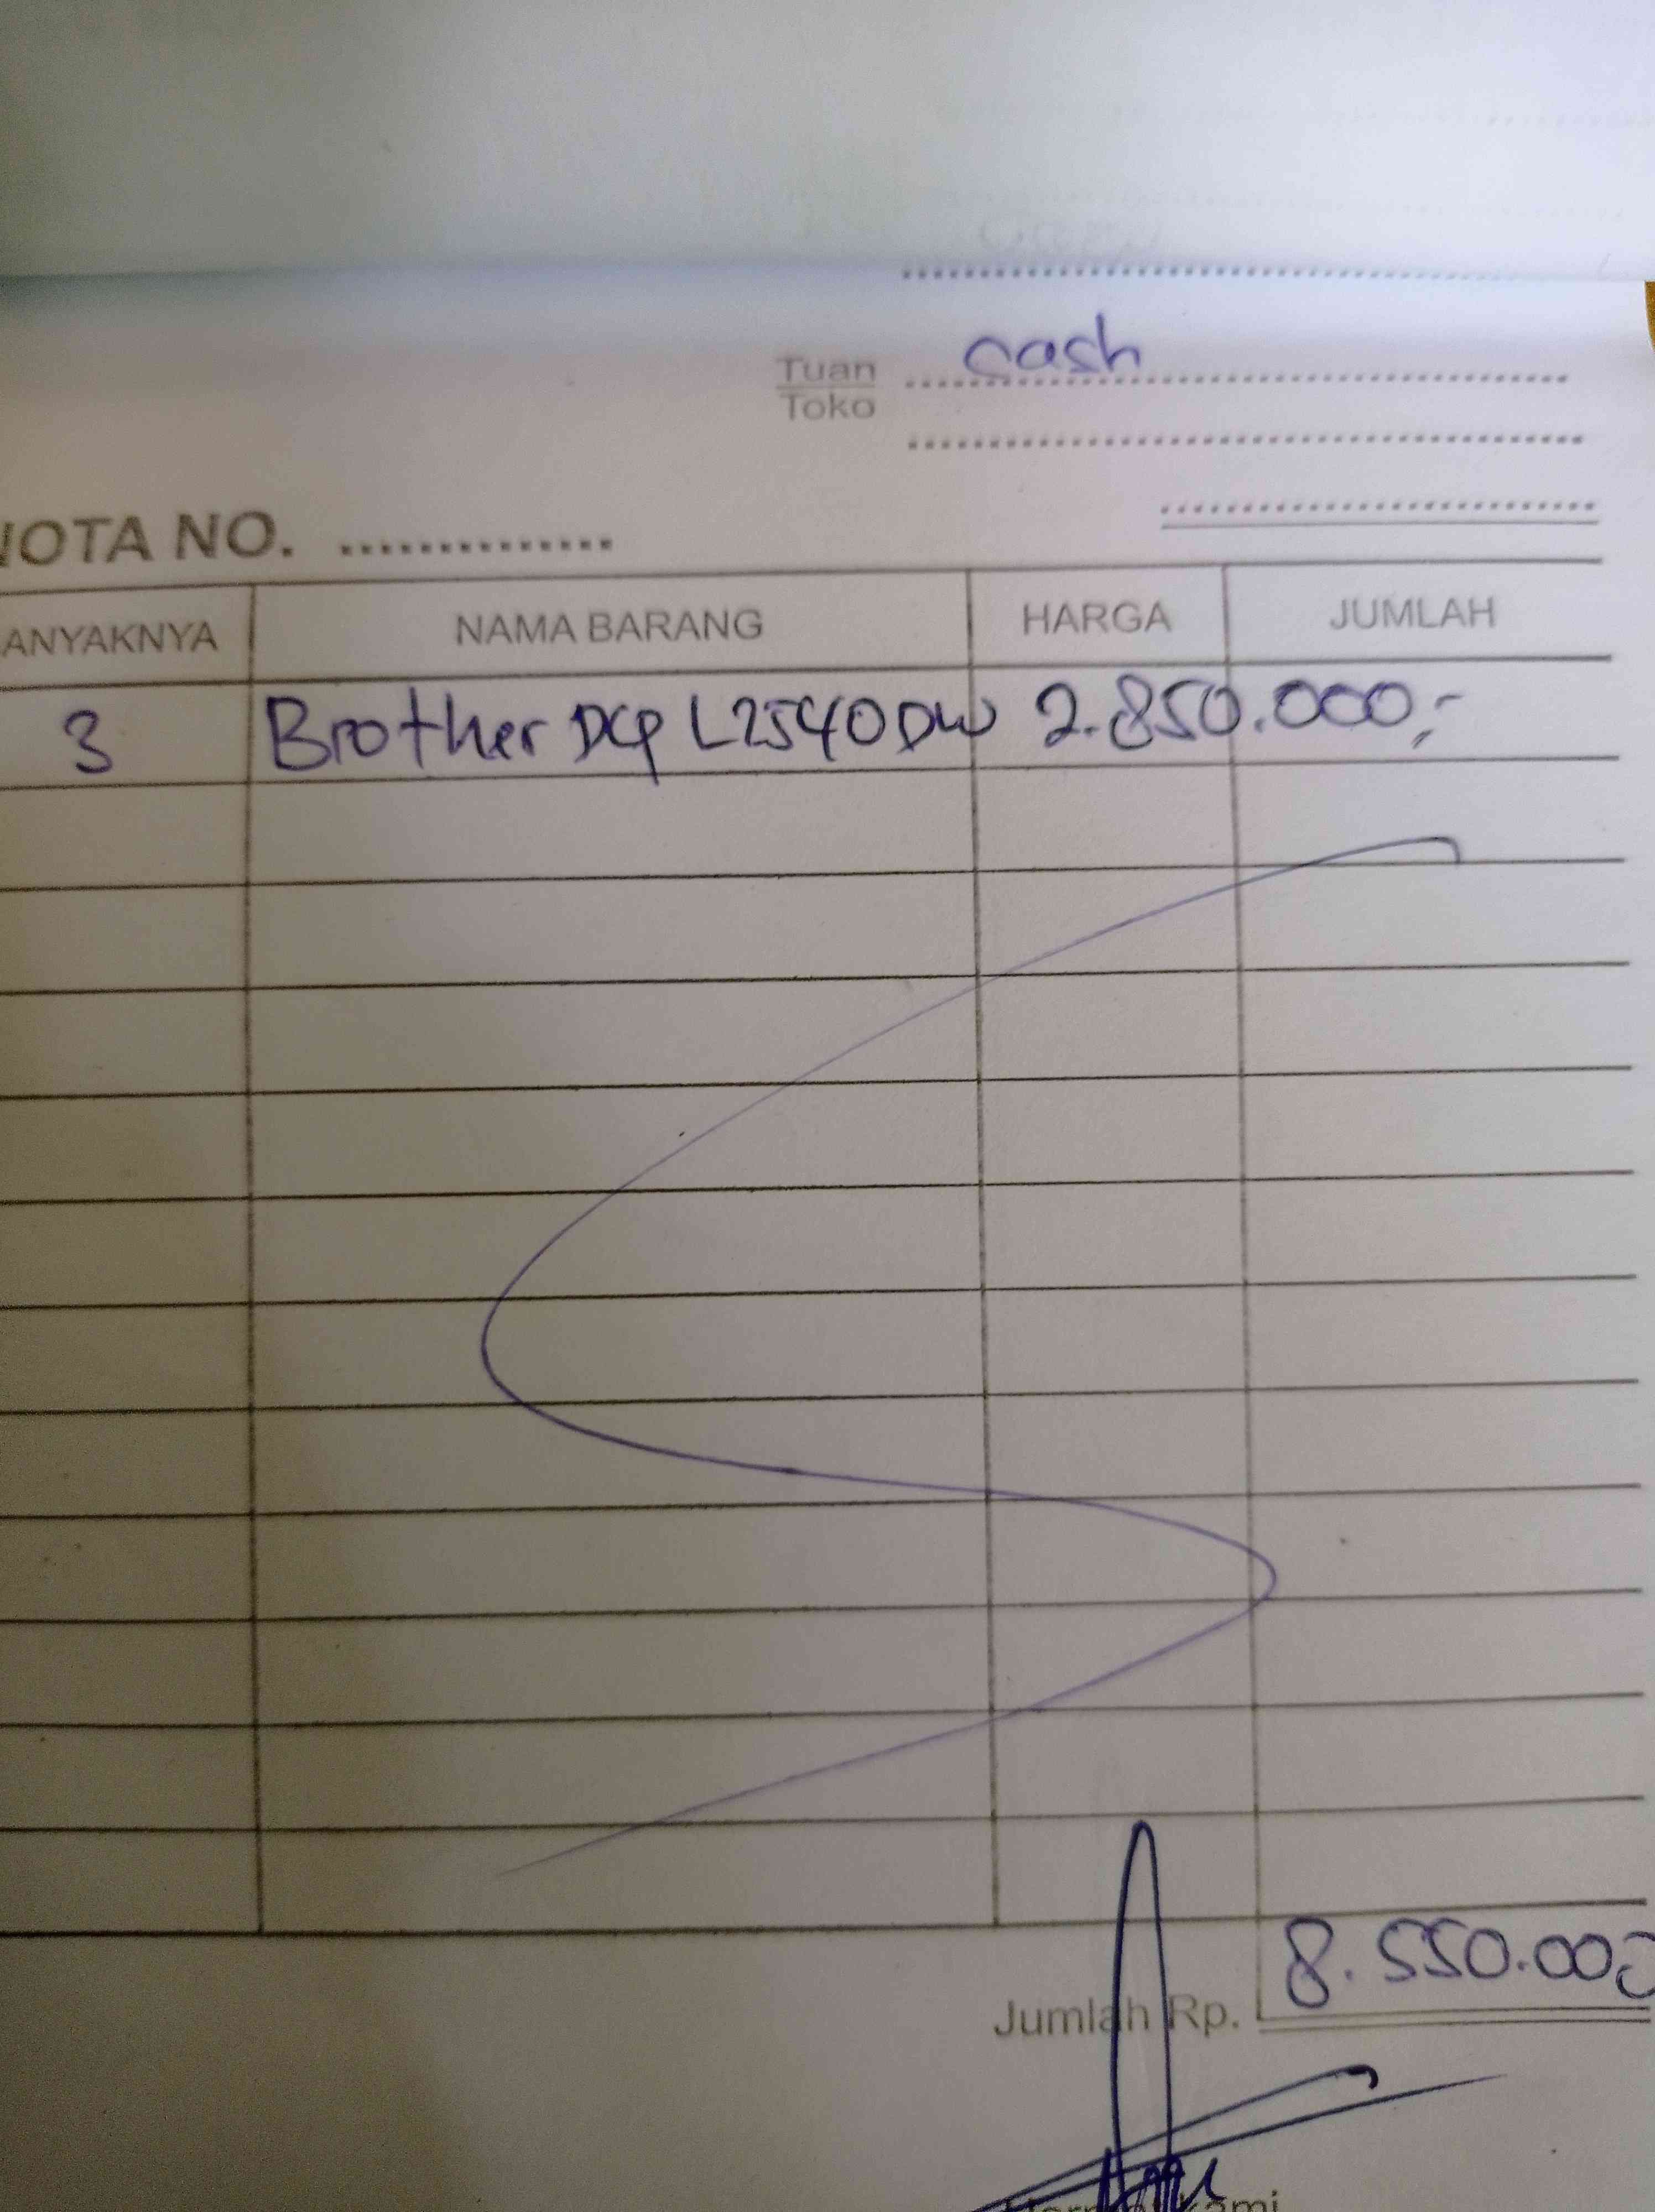 Tuan cash
Toko
NOTA NO. ..............
ANYAKNYA NAMA BARANG HARGA JUMLAH
3 Brother DCP L2540DW 2.850.000,-
Jumlah Rp. 8.550.000